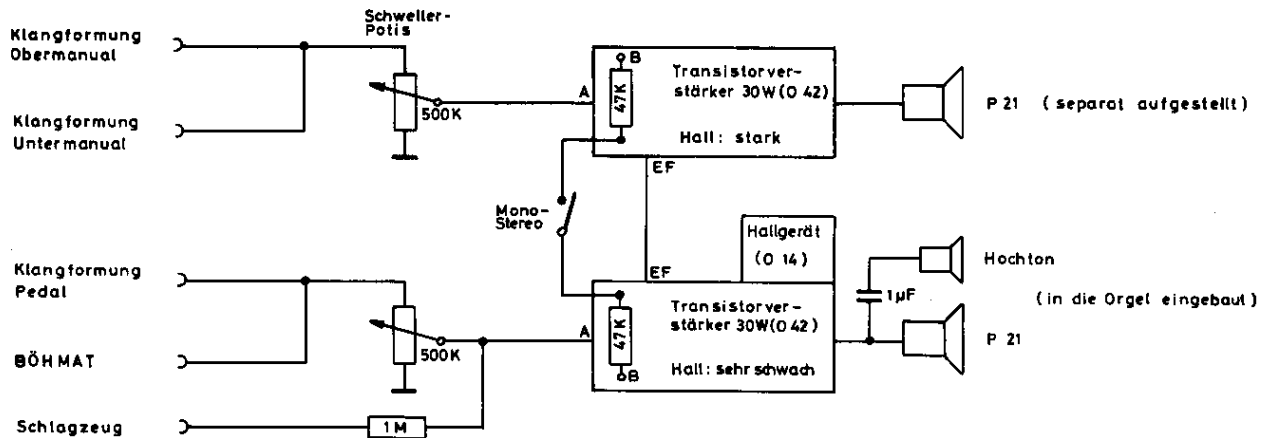 Klangformung
Obermanual
Schweller-
Potis
500K
A
B
47K
Transistorver-
stärker 30W(O 42)
Hall: stark
P 21 (separat aufgestellt)
Klangformung
Untermanual
EF
Mono-
Stereo
Hallgerät
(O 14)
Hochton
EF
Klangformung
Pedal
1µF
(in die Orgel eingebaut)
500K
A
47K
B
Transistorver-
stärker 30W(O 42)
Hall: sehr schwach
P 21
BÖHMAT
Schlagzeug
1M